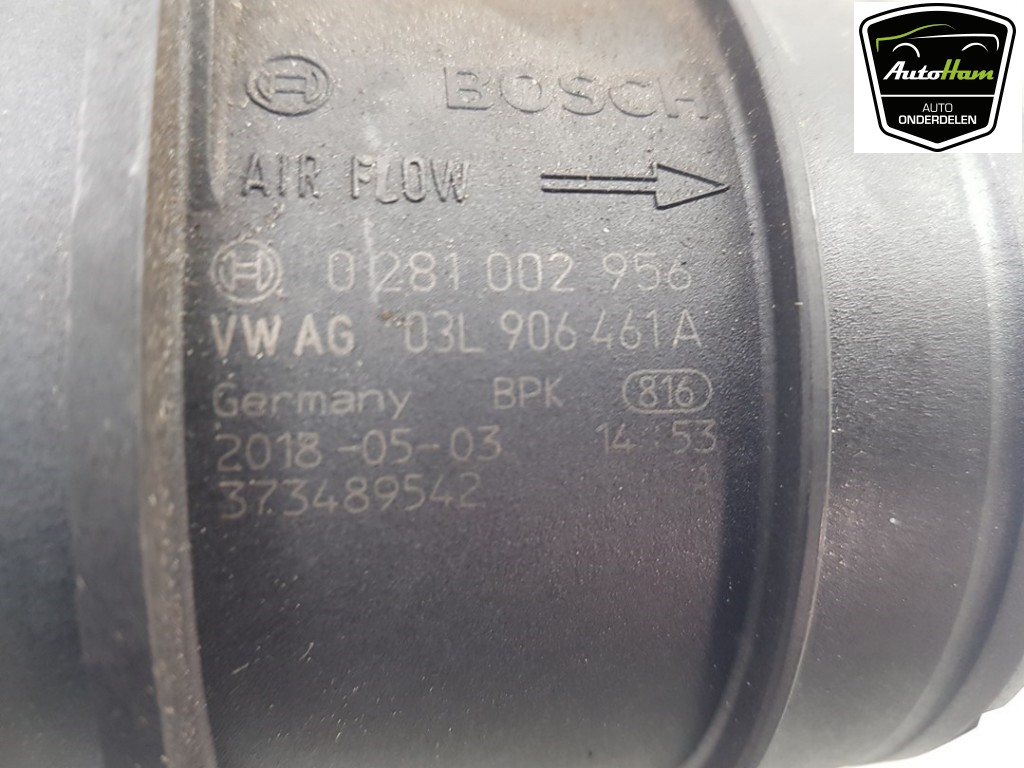 BOSCH
AIR FLOW
0 281 002 956
VW AG 03L 906 461 A
Germany BPK 816
2018-05-03 14:53
373489542
AutoHam
AUTO
ONDERDELEN